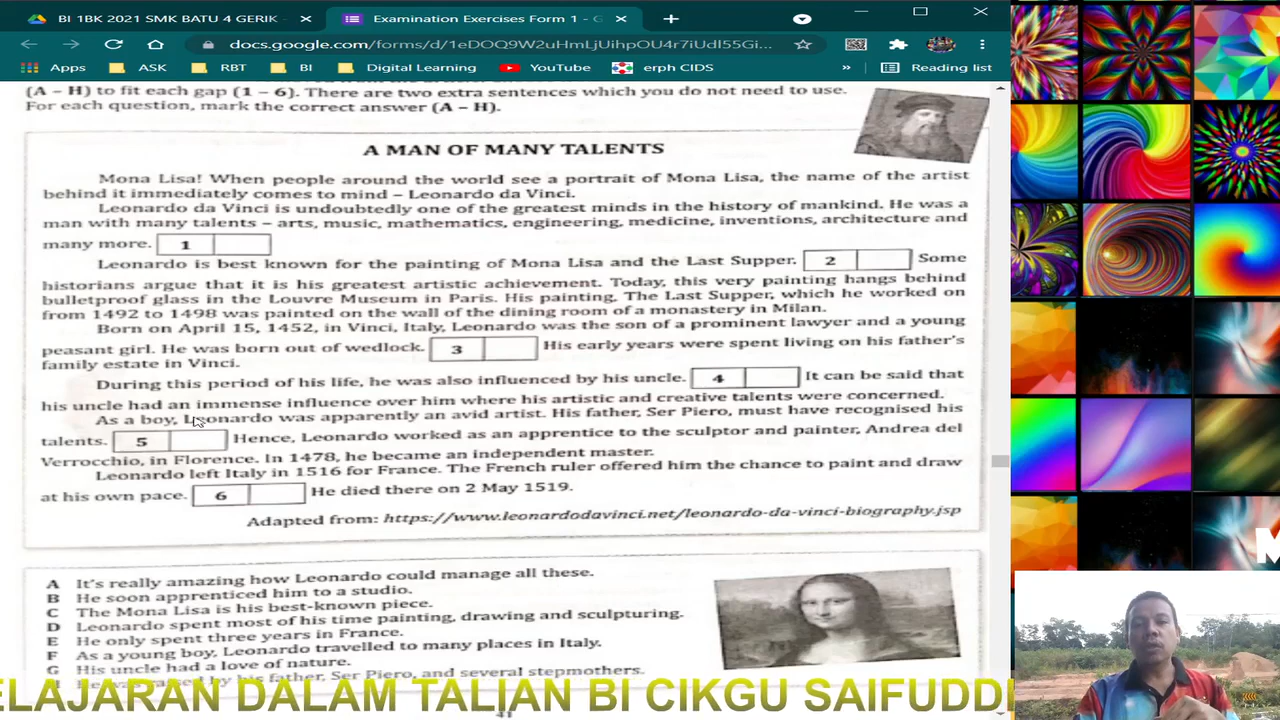 BI 1BK 2021 SMK BATU 4 GERIK
Examination Exercises Form 1 - G
docs.google.com/forms/d/1eDOQ9W2uHmLjUihpOU4r7iUdI55Gi...
Apps ASK RBT BI Digital Learning YouTube erph CIDS » Reading list
(A – H) to fit each gap (1 – 6). There are two extra sentences which you do not need to use.
For each question, mark the correct answer (A – H).
A MAN OF MANY TALENTS
Mona Lisa! When people around the world see a portrait of Mona Lisa, the name of the artist
behind it immediately comes to mind – Leonardo da Vinci.
Leonardo da Vinci is undoubtedly one of the greatest minds in the history of mankind. He was a
man with many talents – arts, music, mathematics, engineering, medicine, inventions, architecture and
many more. 1
Leonardo is best known for the painting of Mona Lisa and the Last Supper. 2 Some
historians argue that it is his greatest artistic achievement. Today, this very painting hangs behind
bulletproof glass in the Louvre Museum in Paris. His painting, The Last Supper, which he worked on
from 1492 to 1498 was painted on the wall of the dining room of a monastery in Milan.
Born on April 15, 1452, in Vinci, Italy, Leonardo was the son of a prominent lawyer and a young
peasant girl. He was born out of wedlock. 3 His early years were spent living on his father's
family estate in Vinci.
During this period of his life, he was also influenced by his uncle. 4 It can be said that
his uncle had an immense influence over him where his artistic and creative talents were concerned.
As a boy, Leonardo was apparently an avid artist. His father, Ser Piero, must have recognised his
talents. 5 Hence, Leonardo worked as an apprentice to the sculptor and painter, Andrea del
Verrocchio, in Florence. In 1478, he became an independent master.
Leonardo left Italy in 1516 for France. The French ruler offered him the chance to paint and draw
at his own pace. 6 He died there on 2 May 1519.
Adapted from: https://www.leonardodavinci.net/leonardo-da-vinci-biography.jsp
A It's really amazing how Leonardo could manage all these.
B He soon apprenticed him to a studio.
C The Mona Lisa is his best-known piece.
D Leonardo spent most of his time painting, drawing and sculpturing.
E He only spent three years in France.
F As a young boy, Leonardo travelled to many places in Italy.
G His uncle had a love of nature.
by his father, Ser Piero, and several stepmothers.
ELAJARAN DALAM TALIAN BI CIKGU SAIFUDD
41